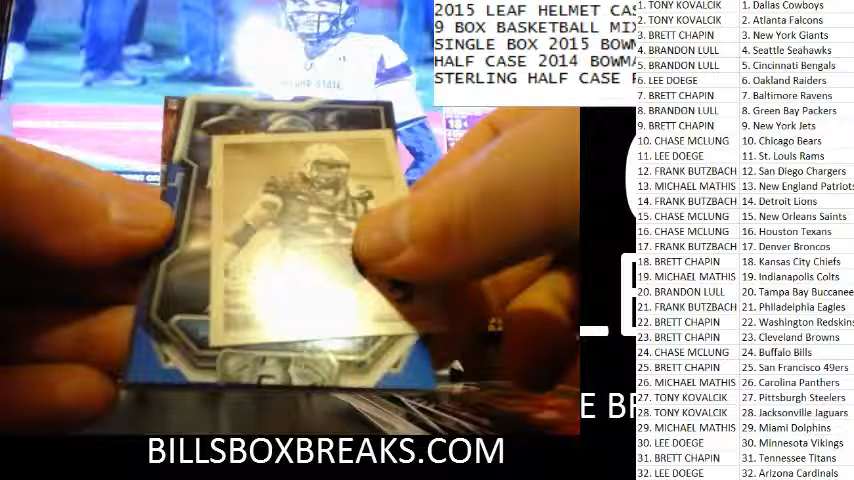 2015 LEAF HELMET CAS
9 BOX BASKETBALL MIX
SINGLE BOX 2015 BOWM
HALF CASE 2014 BOWMA
STERLING HALF CASE
1. TONY KOVALCIK 1. Dallas Cowboys
2. TONY KOVALCIK 2. Atlanta Falcons
3. BRETT CHAPIN 3. New York Giants
4. BRANDON LULL 4. Seattle Seahawks
5. BRANDON LULL 5. Cincinnati Bengals
6. LEE DOEGE 6. Oakland Raiders
7. BRETT CHAPIN 7. Baltimore Ravens
8. BRANDON LULL 8. Green Bay Packers
9. BRETT CHAPIN 9. New York Jets
10. CHASE MCLUNG 10. Chicago Bears
11. LEE DOEGE 11. St. Louis Rams
12. FRANK BUTZBACH 12. San Diego Chargers
13. MICHAEL MATHIS 13. New England Patriots
14. FRANK BUTZBACH 14. Detroit Lions
15. CHASE MCLUNG 15. New Orleans Saints
16. CHASE MCLUNG 16. Houston Texans
17. FRANK BUTZBACH 17. Denver Broncos
18. BRETT CHAPIN 18. Kansas City Chiefs
19. MICHAEL MATHIS 19. Indianapolis Colts
20. BRANDON LULL 20. Tampa Bay Buccanee
21. FRANK BUTZBACH 21. Philadelphia Eagles
22. BRETT CHAPIN 22. Washington Redskins
23. BRETT CHAPIN 23. Cleveland Browns
24. CHASE MCLUNG 24. Buffalo Bills
25. BRETT CHAPIN 25. San Francisco 49ers
26. MICHAEL MATHIS 26. Carolina Panthers
27. TONY KOVALCIK 27. Pittsburgh Steelers
28. TONY KOVALCIK 28. Jacksonville Jaguars
29. MICHAEL MATHIS 29. Miami Dolphins
30. LEE DOEGE 30. Minnesota Vikings
31. BRETT CHAPIN 31. Tennessee Titans
32. LEE DOEGE 32. Arizona Cardinals
E B
BILLSBOXBREAKS.COM